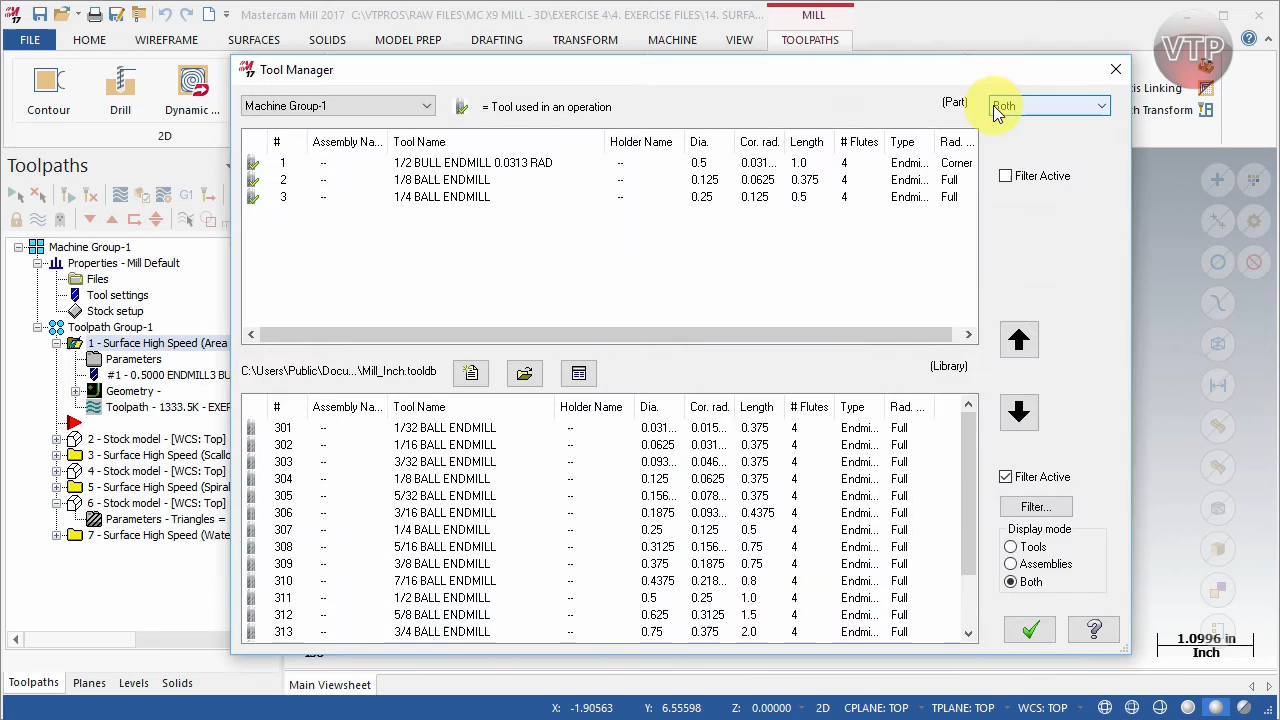 Mastercam Mill 2017 - D:\VTPROS\RAW FILES\MC X9 MILL - 3D\EXERCISE 4\4. EXERCISE FILES\14. SURFA...
MILL
VTP
FILE HOME WIREFRAME SURFACES SOLIDS MODEL PREP DRAFTING TRANSFORM MACHINE VIEW TOOLPATHS
Contour Drill Dynamic ...
2D
is Linking
ch Transform
Tool Manager
17
Machine Group-1
= Tool used in an operation
(Part) Both
# Assembly Na... Tool Name Holder Name Dia. Cor. rad. Length # Flutes Type Rad. ...
1 -- 1/2 BULL ENDMILL 0.0313 RAD -- 0.5 0.031... 1.0 4 Endmi... Corner
2 -- 1/8 BALL ENDMILL -- 0.125 0.0625 0.375 4 Endmi... Full
3 -- 1/4 BALL ENDMILL -- 0.25 0.125 0.5 4 Endmi... Full
Filter Active
C:\Users\Public\Docu...\Mill_Inch.tooldb
(Library)
# Assembly Na... Tool Name Holder Name Dia. Cor. rad. Length # Flutes Type Rad. ...
301 -- 1/32 BALL ENDMILL -- 0.031... 0.015... 0.375 4 Endmi... Full
302 -- 1/16 BALL ENDMILL -- 0.0625 0.031... 0.375 4 Endmi... Full
303 -- 3/32 BALL ENDMILL -- 0.093... 0.046... 0.375 4 Endmi... Full
304 -- 1/8 BALL ENDMILL -- 0.125 0.0625 0.375 4 Endmi... Full
305 -- 5/32 BALL ENDMILL -- 0.156... 0.078... 0.375 4 Endmi... Full
306 -- 3/16 BALL ENDMILL -- 0.1875 0.093... 0.4375 4 Endmi... Full
307 -- 1/4 BALL ENDMILL -- 0.25 0.125 0.5 4 Endmi... Full
308 -- 5/16 BALL ENDMILL -- 0.3125 0.156... 0.75 4 Endmi... Full
309 -- 3/8 BALL ENDMILL -- 0.375 0.1875 0.75 4 Endmi... Full
310 -- 7/16 BALL ENDMILL -- 0.4375 0.218... 0.8 4 Endmi... Full
311 -- 1/2 BALL ENDMILL -- 0.5 0.25 1.0 4 Endmi... Full
312 -- 5/8 BALL ENDMILL -- 0.625 0.3125 1.5 4 Endmi... Full
313 -- 3/4 BALL ENDMILL -- 0.75 0.375 2.0 4 Endmi... Full
Filter Active
Filter...
Display mode
Tools
Assemblies
Both
Toolpaths
G1
Machine Group-1
Properties - Mill Default
Files
Tool settings
Stock setup
Toolpath Group-1
1 - Surface High Speed (Area
Parameters
#1 - 0.5000 ENDMILL3 BU
Geometry -
Toolpath - 1333.5K - EXER
2 - Stock model - [WCS: Top]
3 - Surface High Speed (Scallo
4 - Stock model - [WCS: Top]
5 - Surface High Speed (Spiral
6 - Stock model - [WCS: Top]
Parameters - Triangles =
7 - Surface High Speed (Wate
Toolpaths Planes Levels Solids
Main Viewsheet
1.0996 in
Inch
X: -1.90563 Y: 6.55598 Z: 0.00000 2D CPLANE: TOP TPLANE: TOP WCS: TOP